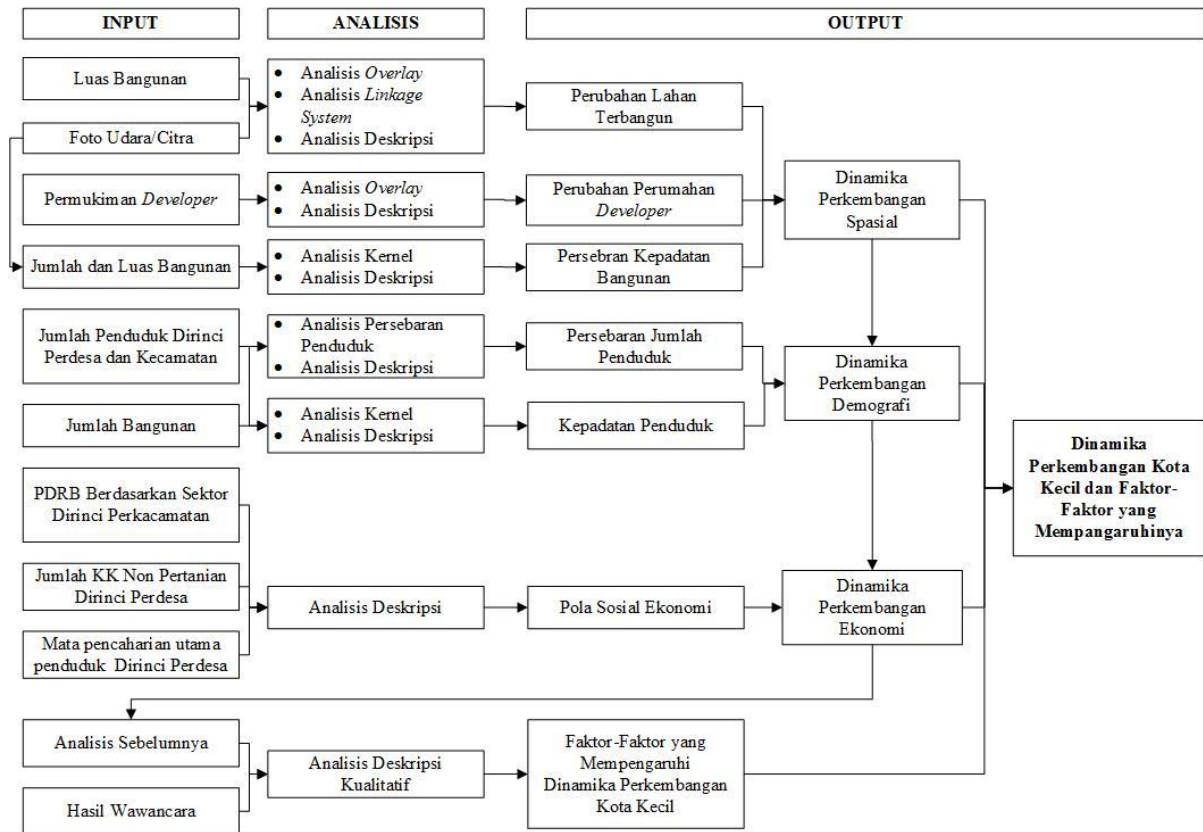 INPUT
ANALISIS
OUTPUT
Luas Bangunan
Foto Udara/Citra
• Analisis Overlay
• Analisis Linkage
System
• Analisis Deskripsi
Perubahan Lahan
Terbangun
Permukiman Developer
• Analisis Overlay
• Analisis Deskripsi
Perubahan Perumahan
Developer
Jumlah dan Luas Bangunan
• Analisis Kernel
• Analisis Deskripsi
Persebran Kepadatan
Bangunan
Dinamika
Perkembangan
Spasial
Jumlah Penduduk Dirinci
Perdesa dan Kecamatan
• Analisis Persebaran
Penduduk
• Analisis Deskripsi
Persebaran Jumlah
Penduduk
Jumlah Bangunan
• Analisis Kernel
• Analisis Deskripsi
Kepadatan Penduduk
Dinamika
Perkembangan
Demografi
PDRB Berdasarkan Sektor
Dirinci Perkacamatan
Jumlah KK Non Pertanian
Dirinci Perdesa
Mata pencaharian utama
penduduk Dirinci Perdesa
Analisis Deskripsi
Pola Sosial Ekonomi
Dinamika
Perkembangan
Ekonomi
Analisis Sebelumnya
Hasil Wawancara
Analisis Deskripsi
Kualitatif
Faktor-Faktor yang
Mempengaruhi
Dinamika Perkembangan
Kota Kecil
Dinamika
Perkembangan Kota
Kecil dan Faktor-
Faktor yang
Mempangaruhinya